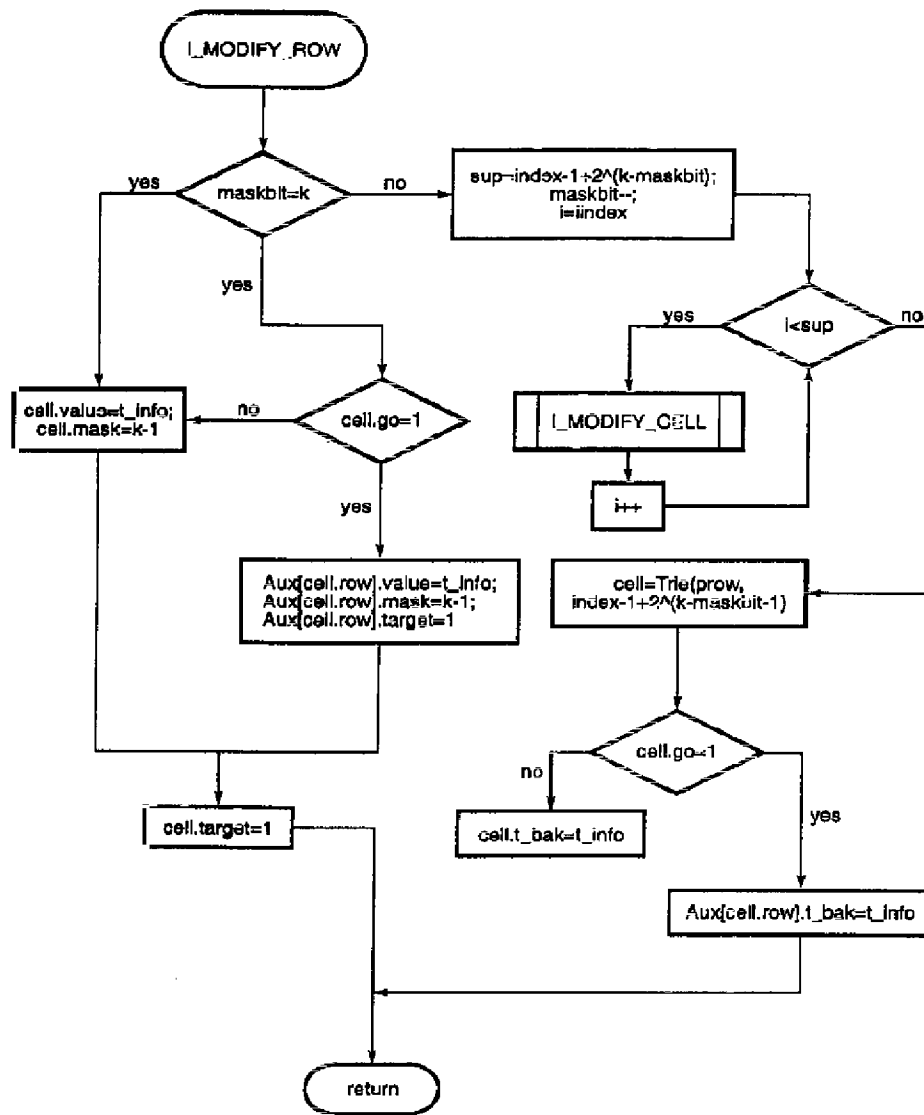 I_MODIFY_ROW
yes
maskbit=k
no
sup=index-1+2^(k-maskbit);
maskbit--;
i=iindex
yes
yes
i<sup
no
cell.value=t_info;
cell.mask=k-1
no
cell.go=1
I_MODIFY_CELL
i++
yes
Aux[cell.row].value=t_info;
Aux[cell.row].mask=k-1;
Aux[cell.row].target=1
cell=Trie(prow,
index-1+2^(k-maskbit-1)
cell.go=1
no
yes
cell.target=1
cell.t_bak=t_info
Aux[cell.row].t_bak=t_info
return